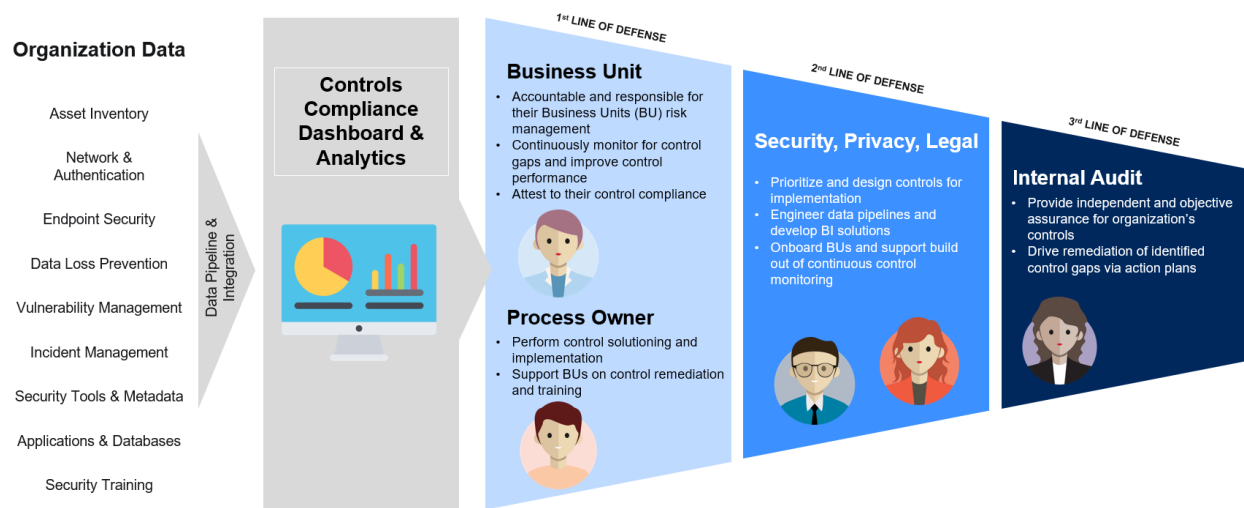 Organization Data
Asset Inventory
Network &
Authentication
Endpoint Security
Data Loss Prevention
Vulnerability Management
Incident Management
Security Tools & Metadata
Applications & Databases
Security Training
Data Pipeline &
Integration
Controls
Compliance
Dashboard &
Analytics
1st LINE OF DEFENSE
Business Unit
• Accountable and responsible for
their Business Units (BU) risk
management
• Continuously monitor for control
gaps and improve control
performance
• Attest to their control compliance
Process Owner
• Perform control solutioning and
implementation
• Support BUs on control remediation
and training
2nd LINE OF DEFENSE
Security, Privacy, Legal
• Prioritize and design controls for
implementation
• Engineer data pipelines and
develop BI solutions
• Onboard BUs and support build
out of continuous control
monitoring
3rd LINE OF DEFENSE
Internal Audit
• Provide independent and objective
assurance for organization's
controls
• Drive remediation of identified
control gaps via action plans